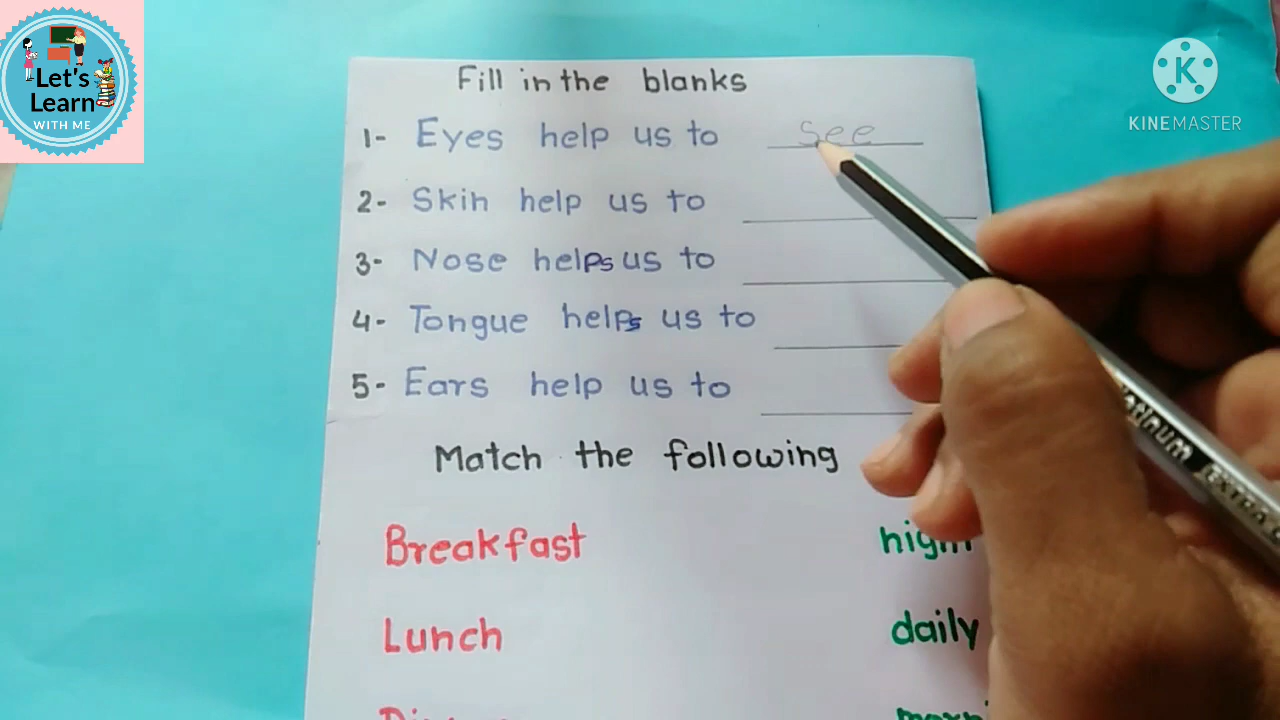 Let's
Learn
WITH ME
KINEMASTER
Fill in the blanks
1- Eyes help us to see
2- Skin help us to
3- Nose helps us to
4- Tongue helps us to
5- Ears help us to
Match the following
Breakfast
Lunch daily